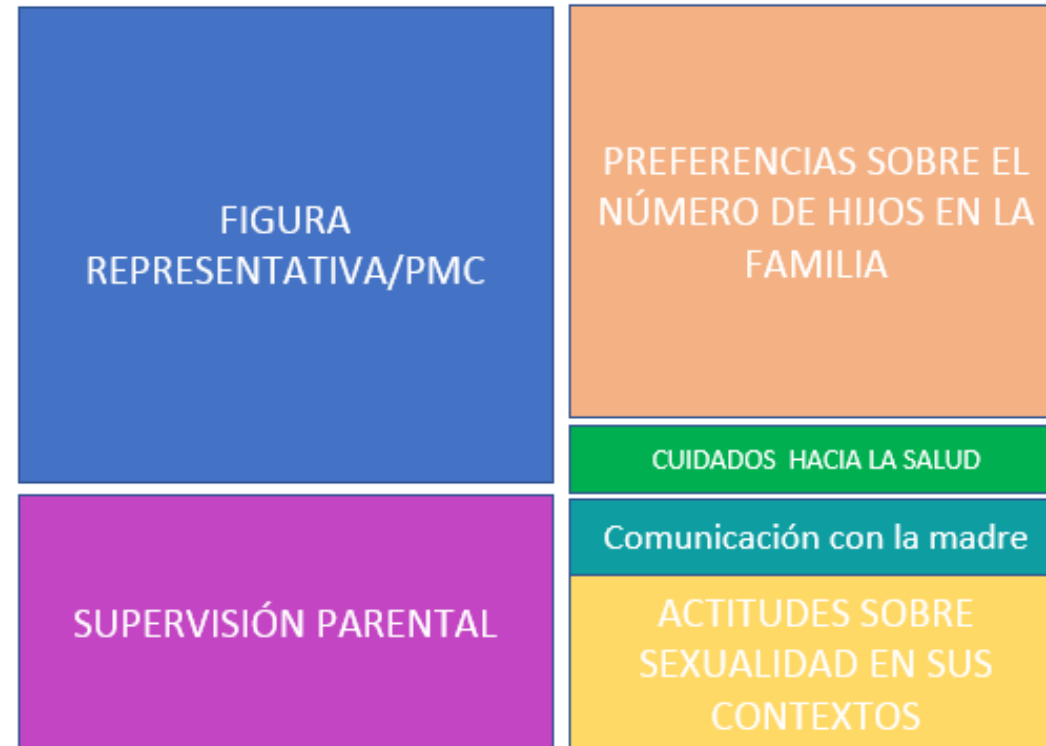 FIGURA
REPRESENTATIVA/PMC
PREFERENCIAS SOBRE EL
NÚMERO DE HIJOS EN LA
FAMILIA
CUIDADOS HACIA LA SALUD
Comunicación con la madre
SUPERVISIÓN PARENTAL
ACTITUDES SOBRE
SEXUALIDAD EN SUS
CONTEXTOS